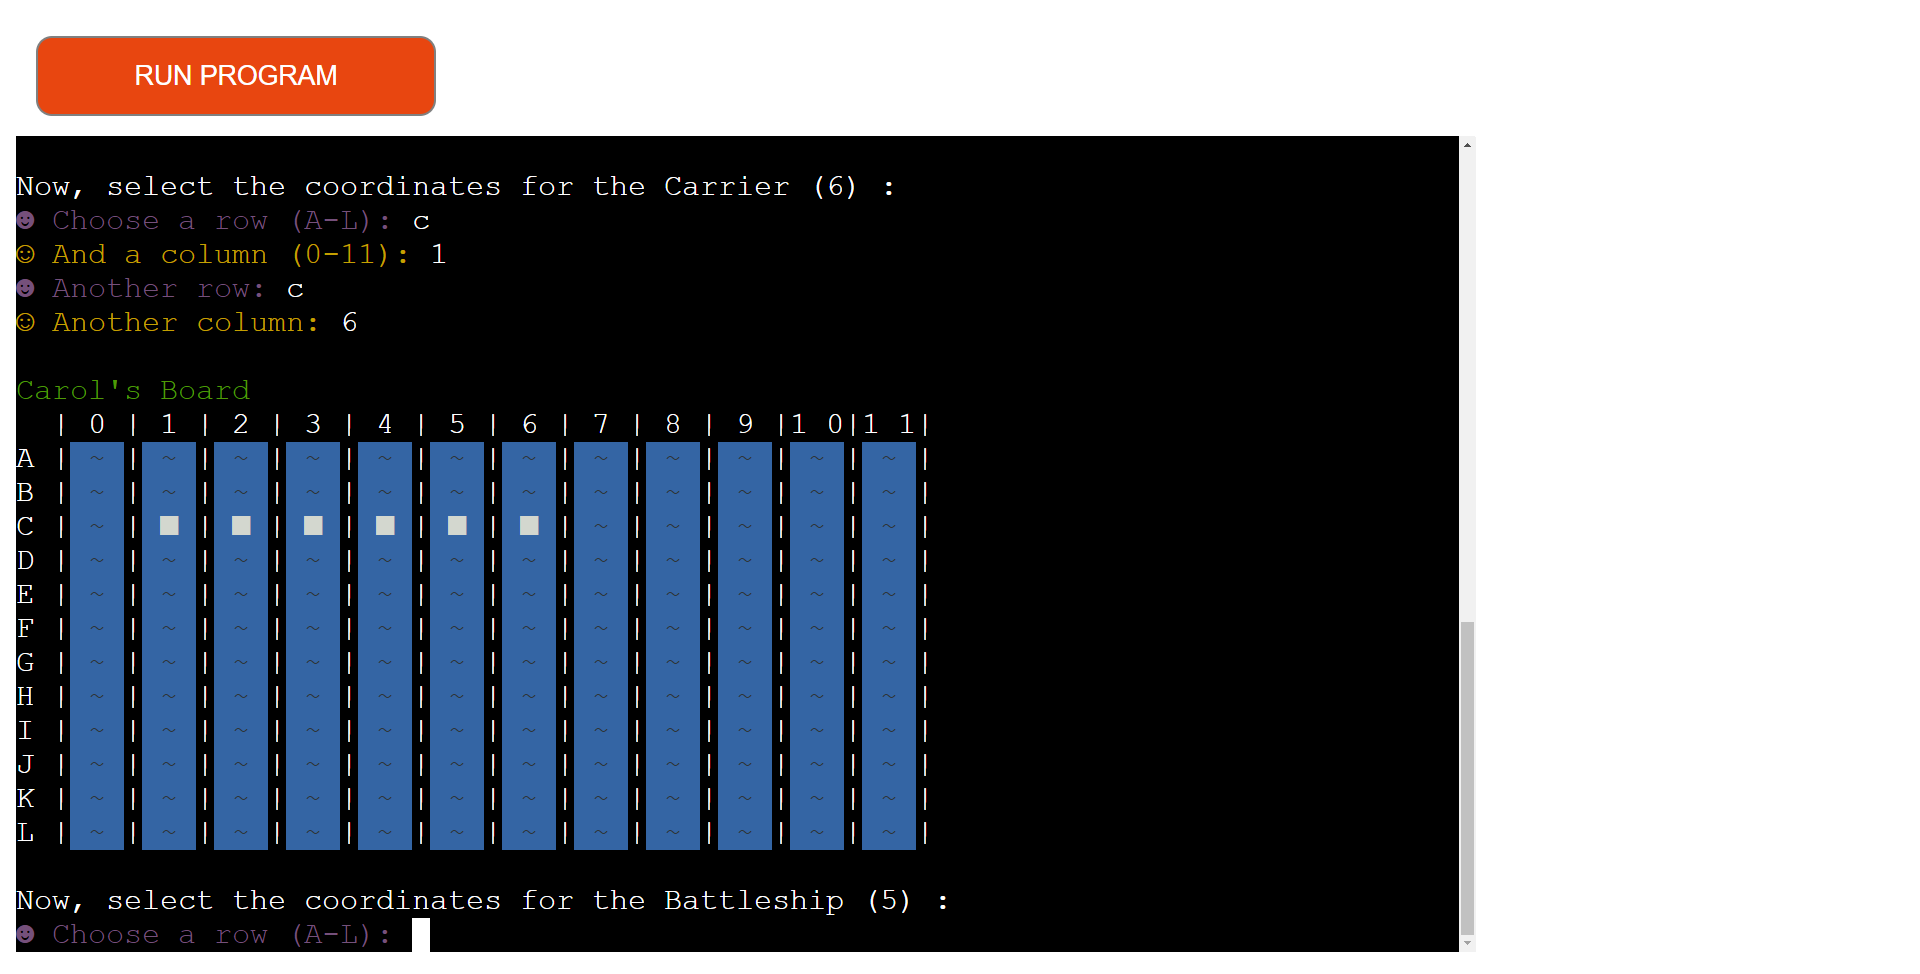 RUN PROGRAM
Now, select the coordinates for the Carrier (6) :
☻ Choose a row (A-L): c
☺ And a column (0-11): 1
☻ Another row: c
☺ Another column: 6
Carol's Board
| 0 | 1 | 2 | 3 | 4 | 5 | 6 | 7 | 8 | 9 |1 0|1 1|
A | ~ | ~ | ~ | ~ | ~ | ~ | ~ | ~ | ~ | ~ | ~ | ~ |
B | ~ | ~ | ~ | ~ | ~ | ~ | ~ | ~ | ~ | ~ | ~ | ~ |
C | ~ | ■ | ■ | ■ | ■ | ■ | ■ | ~ | ~ | ~ | ~ | ~ |
D | ~ | ~ | ~ | ~ | ~ | ~ | ~ | ~ | ~ | ~ | ~ | ~ |
E | ~ | ~ | ~ | ~ | ~ | ~ | ~ | ~ | ~ | ~ | ~ | ~ |
F | ~ | ~ | ~ | ~ | ~ | ~ | ~ | ~ | ~ | ~ | ~ | ~ |
G | ~ | ~ | ~ | ~ | ~ | ~ | ~ | ~ | ~ | ~ | ~ | ~ |
H | ~ | ~ | ~ | ~ | ~ | ~ | ~ | ~ | ~ | ~ | ~ | ~ |
I | ~ | ~ | ~ | ~ | ~ | ~ | ~ | ~ | ~ | ~ | ~ | ~ |
J | ~ | ~ | ~ | ~ | ~ | ~ | ~ | ~ | ~ | ~ | ~ | ~ |
K | ~ | ~ | ~ | ~ | ~ | ~ | ~ | ~ | ~ | ~ | ~ | ~ |
L | ~ | ~ | ~ | ~ | ~ | ~ | ~ | ~ | ~ | ~ | ~ | ~ |
Now, select the coordinates for the Battleship (5) :
☻ Choose a row (A-L):